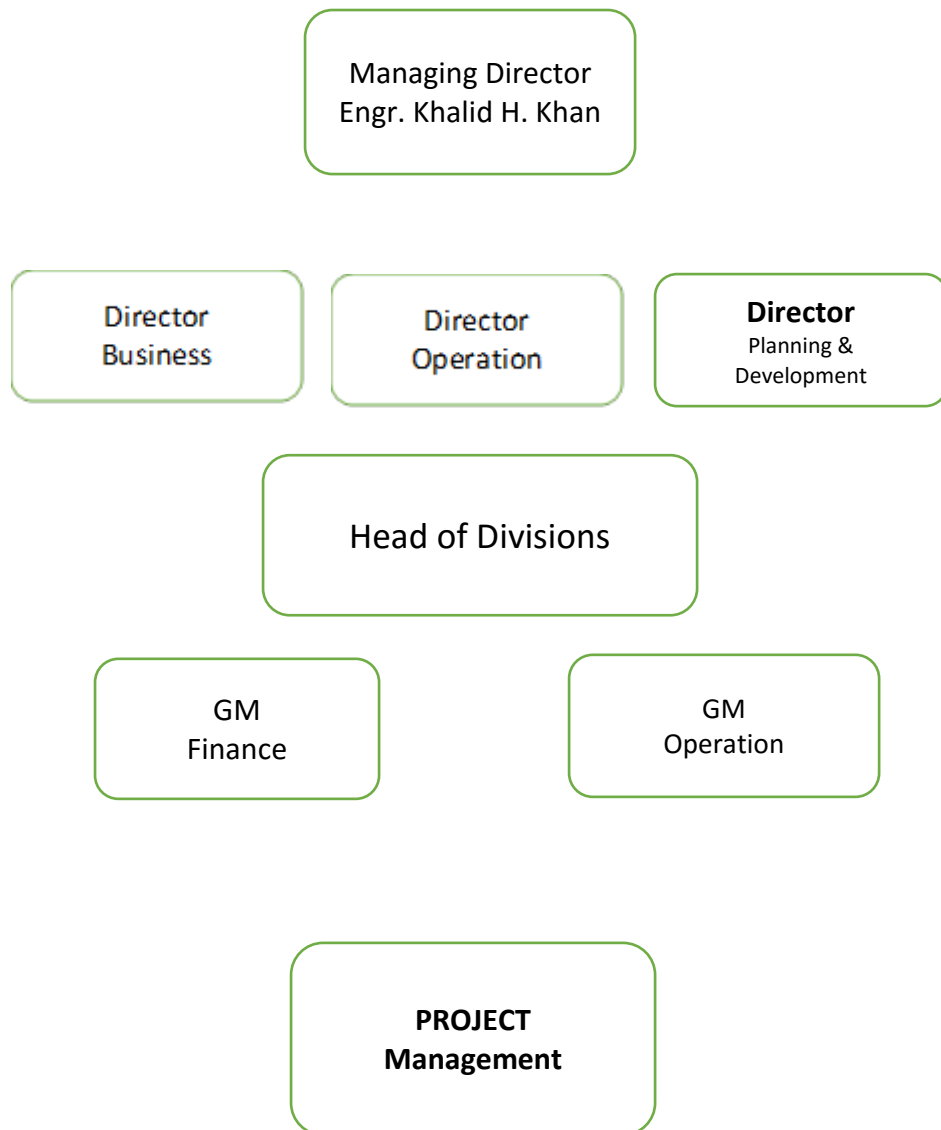 Managing Director
Engr. Khalid H. Khan
Director
Business
Director
Operation
Director
Planning &
Development
Head of Divisions
GM
Finance
GM
Operation
PROJECT
Management